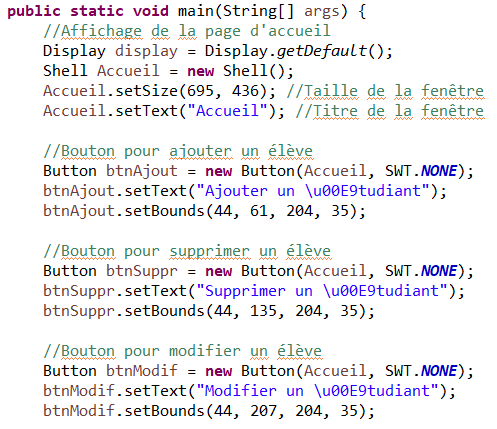 public static void main(String[] args) {
//Affichage de la page d'accueil
Display display = Display.getDefault();
Shell Accueil = new Shell();
Accueil.setSize(695, 436); //Taille de la fenêtre
Accueil.setText("Accueil"); //Titre de la fenêtre
//Bouton pour ajouter un élève
Button btnAjout = new Button(Accueil, SWT.NONE);
btnAjout.setText("Ajouter un \u00E9tudiant");
btnAjout.setBounds(44, 61, 204, 35);
//Bouton pour supprimer un élève
Button btnSuppr = new Button(Accueil, SWT.NONE);
btnSuppr.setText("Supprimer un \u00E9tudiant");
btnSuppr.setBounds(44, 135, 204, 35);
//Bouton pour modifier un élève
Button btnModif = new Button(Accueil, SWT.NONE);
btnModif.setText("Modifier un \u00E9tudiant");
btnModif.setBounds(44, 207, 204, 35);